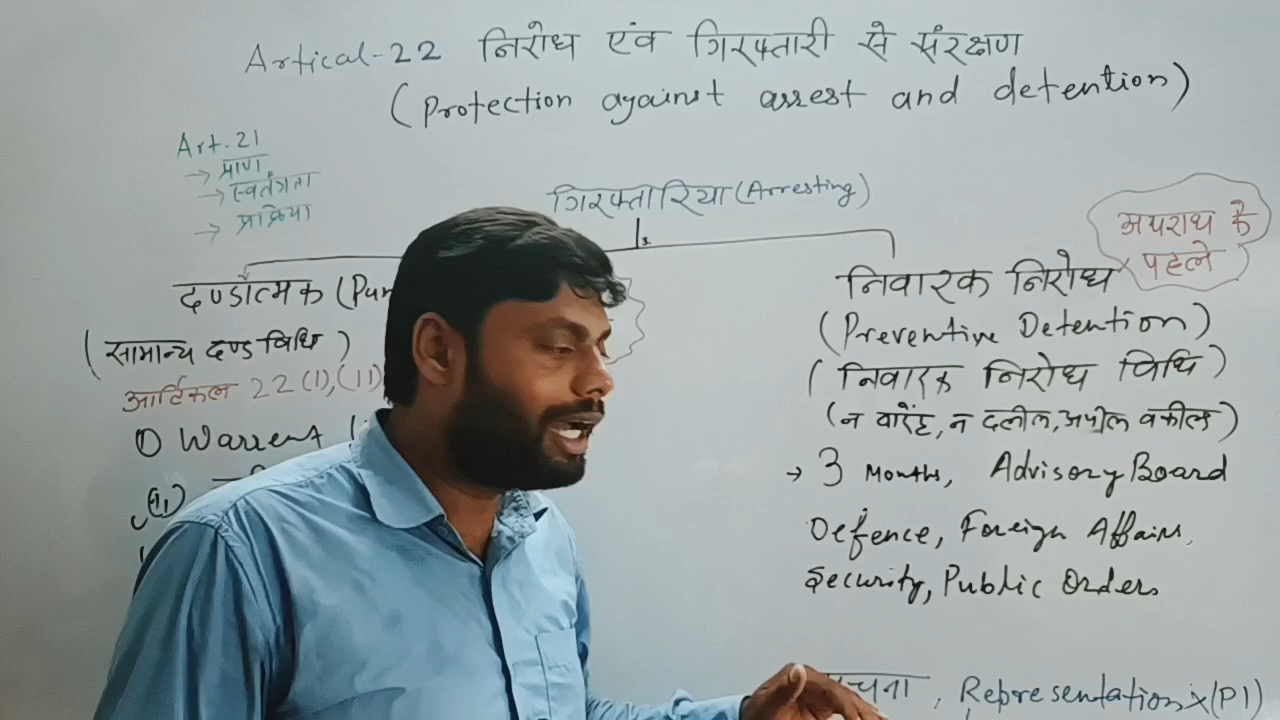 Artical-22 निरोध एंव गिरफ्तारी से संरक्षण
(Protection against arrest and detention)
Art. 21
→ प्राण
→ स्वतंत्रता
→ प्रक्रिया
गिरफ्तारिया (Arresting)
अपराध के
पहले
दण्डात्मक (Pun
(सामान्य दण्ड विधि)
आर्टिकल 22 (1), (11)
① Warrent
निवारक निरोध
(Preventive Detention)
(निवारक निरोध विधि)
(न वारेंट, न दलील, अपील वकील)
→ 3 Months, Advisory Board
Defence, Foreign Affairs,
Security, Public Orders
चना, Representation x (PI)